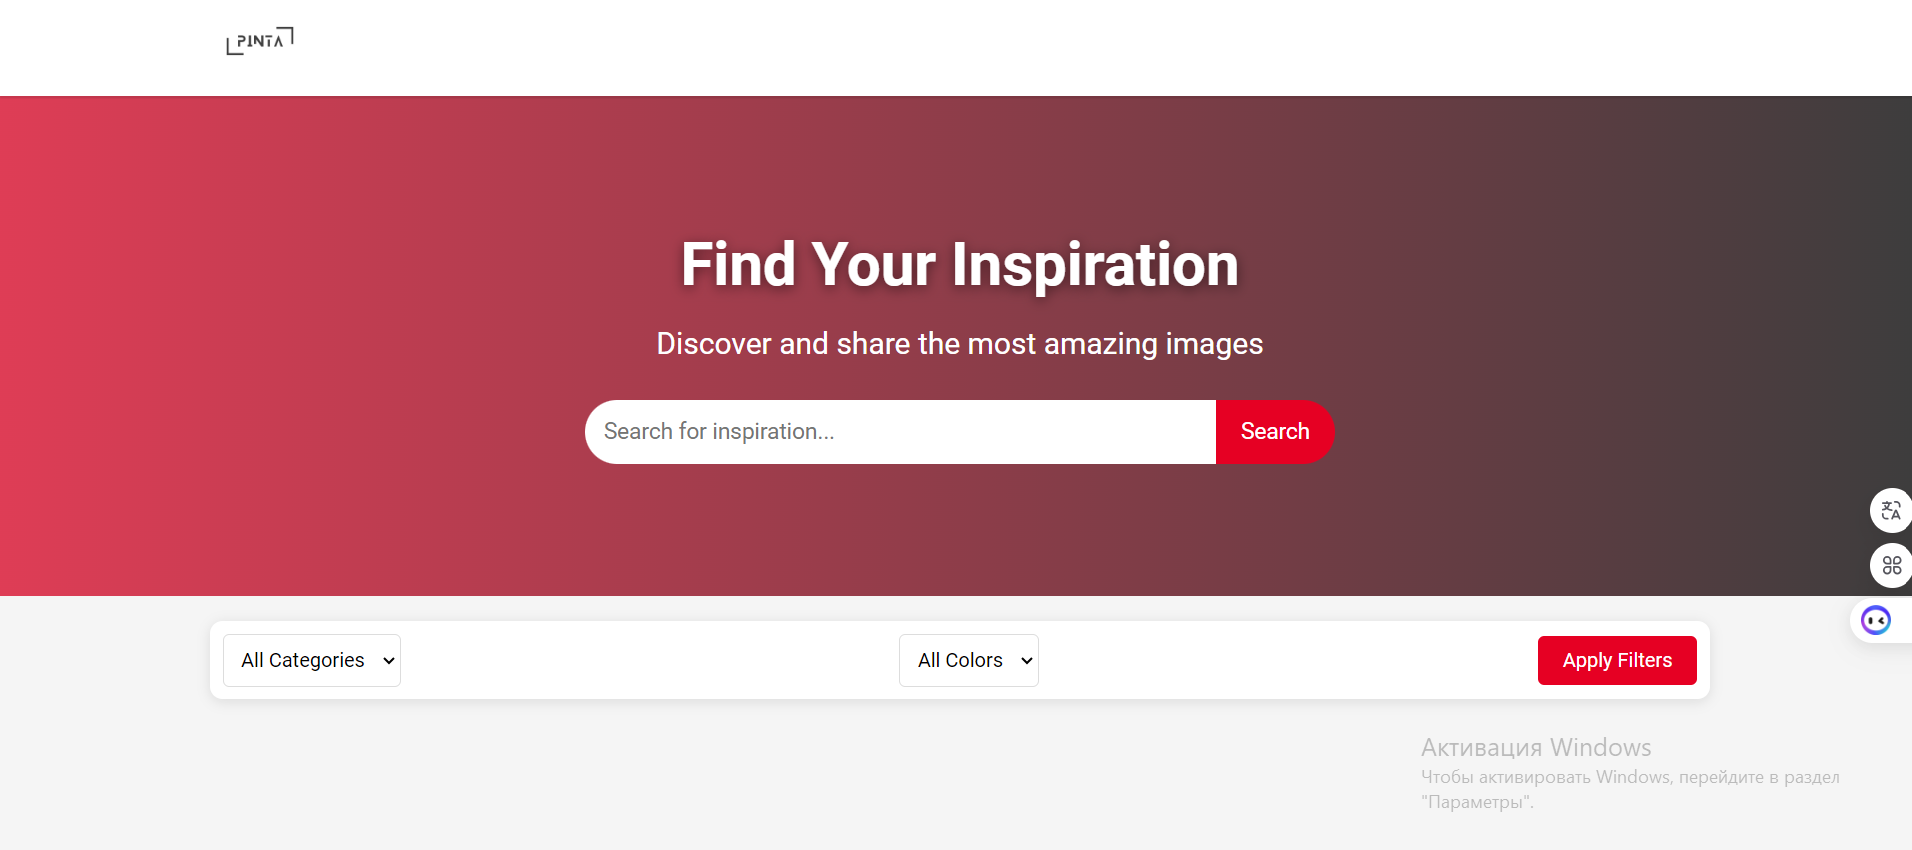 PINTA
Find Your Inspiration
Discover and share the most amazing images
Search for inspiration...
Search
All Categories
All Colors
Apply Filters
Активация Windows
Чтобы активировать Windows, перейдите в раздел
"Параметры".